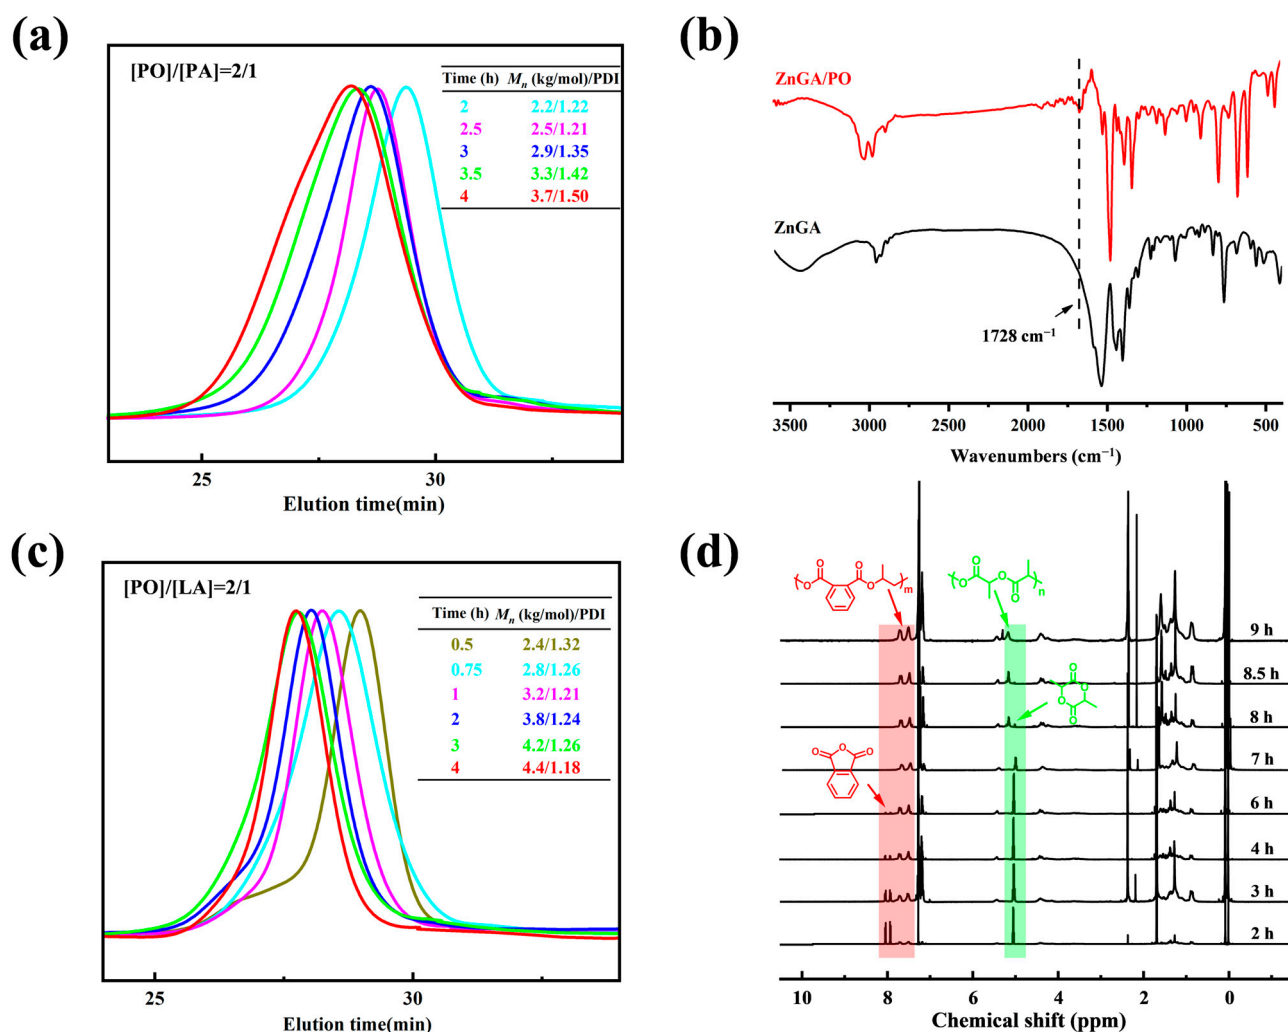 (a)
[PO]/[PA]=2/1
Time (h) Mn (kg/mol)/PDI
2 2.2/1.22
2.5 2.5/1.21
3 2.9/1.35
3.5 3.3/1.42
4 3.7/1.50
25 30
Elution time(min)
(b)
ZnGA/PO
ZnGA
1728 cm−1
3500 3000 2500 2000 1500 1000 500
Wavenumbers (cm−1)
(c)
[PO]/[LA]=2/1
Time (h) Mn (kg/mol)/PDI
0.5 2.4/1.32
0.75 2.8/1.26
1 3.2/1.21
2 3.8/1.24
3 4.2/1.26
4 4.4/1.18
25 30
Elution time(min)
(d)
O O O O m
O O O O n
O O O O
O O O
9 h
8.5 h
8 h
7 h
6 h
4 h
3 h
2 h
10 8 6 4 2 0
Chemical shift (ppm)